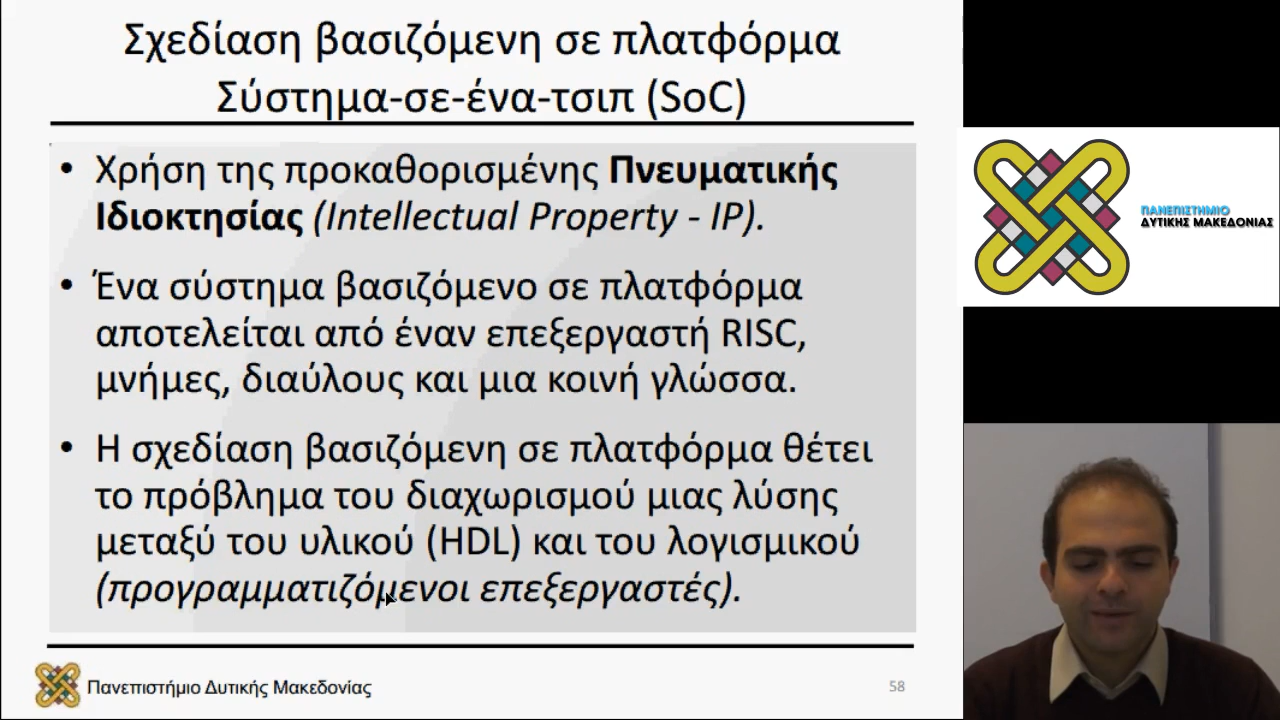 Σχεδίαση βασιζόμενη σε πλατφόρμα
Σύστημα-σε-ένα-τσιπ (SoC)
• Χρήση της προκαθορισμένης Πνευματικής
Ιδιοκτησίας (Intellectual Property - IP).
• Ένα σύστημα βασιζόμενο σε πλατφόρμα
αποτελείται από έναν επεξεργαστή RISC,
μνήμες, διαύλους και μια κοινή γλώσσα.
• Η σχεδίαση βασιζόμενη σε πλατφόρμα θέτει
το πρόβλημα του διαχωρισμού μιας λύσης
μεταξύ του υλικού (HDL) και του λογισμικού
(προγραμματιζόμενοι επεξεργαστές).
Πανεπιστήμιο Δυτικής Μακεδονίας
58
ΠΑΝΕΠΙΣΤΗΜΙΟ
ΔΥΤΙΚΗΣ ΜΑΚΕΔΟΝΙΑΣ